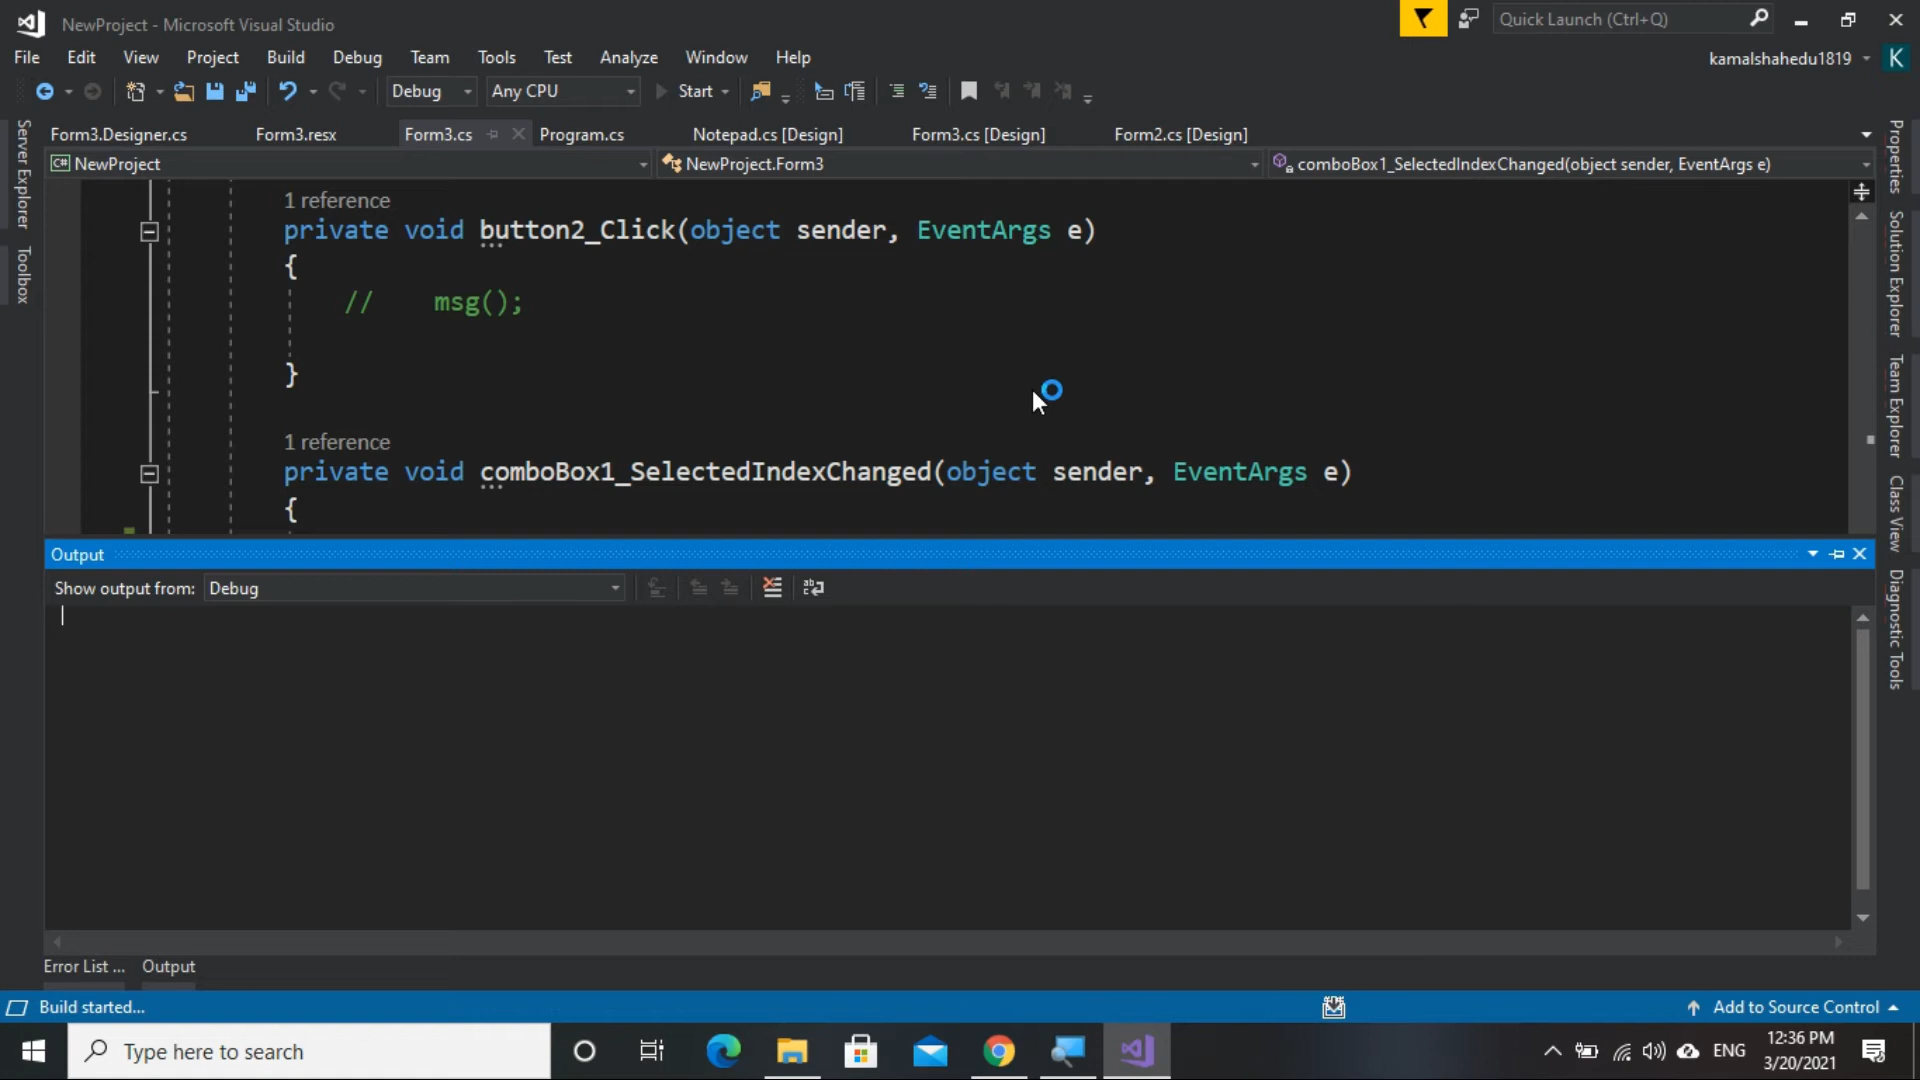 NewProject - Microsoft Visual Studio
Quick Launch (Ctrl+Q)
File Edit View Project Build Debug Team Tools Test Analyze Window Help
kamalshahedu1819 K
Debug Any CPU Start
Form3.Designer.cs Form3.resx Form3.cs Program.cs Notepad.cs [Design] Form3.cs [Design] Form2.cs [Design]
C# NewProject NewProject.Form3 comboBox1_SelectedIndexChanged(object sender, EventArgs e)
Server Explorer
Toolbox
1 reference
private void button2_Click(object sender, EventArgs e)
{
// msg();
}
1 reference
private void comboBox1_SelectedIndexChanged(object sender, EventArgs e)
{
Properties
Solution Explorer
Team Explorer
Class View
Diagnostic Tools
Output
Show output from: Debug
Error List ... Output
Build started...
Add to Source Control
Type here to search
ENG
12:36 PM
3/20/2021